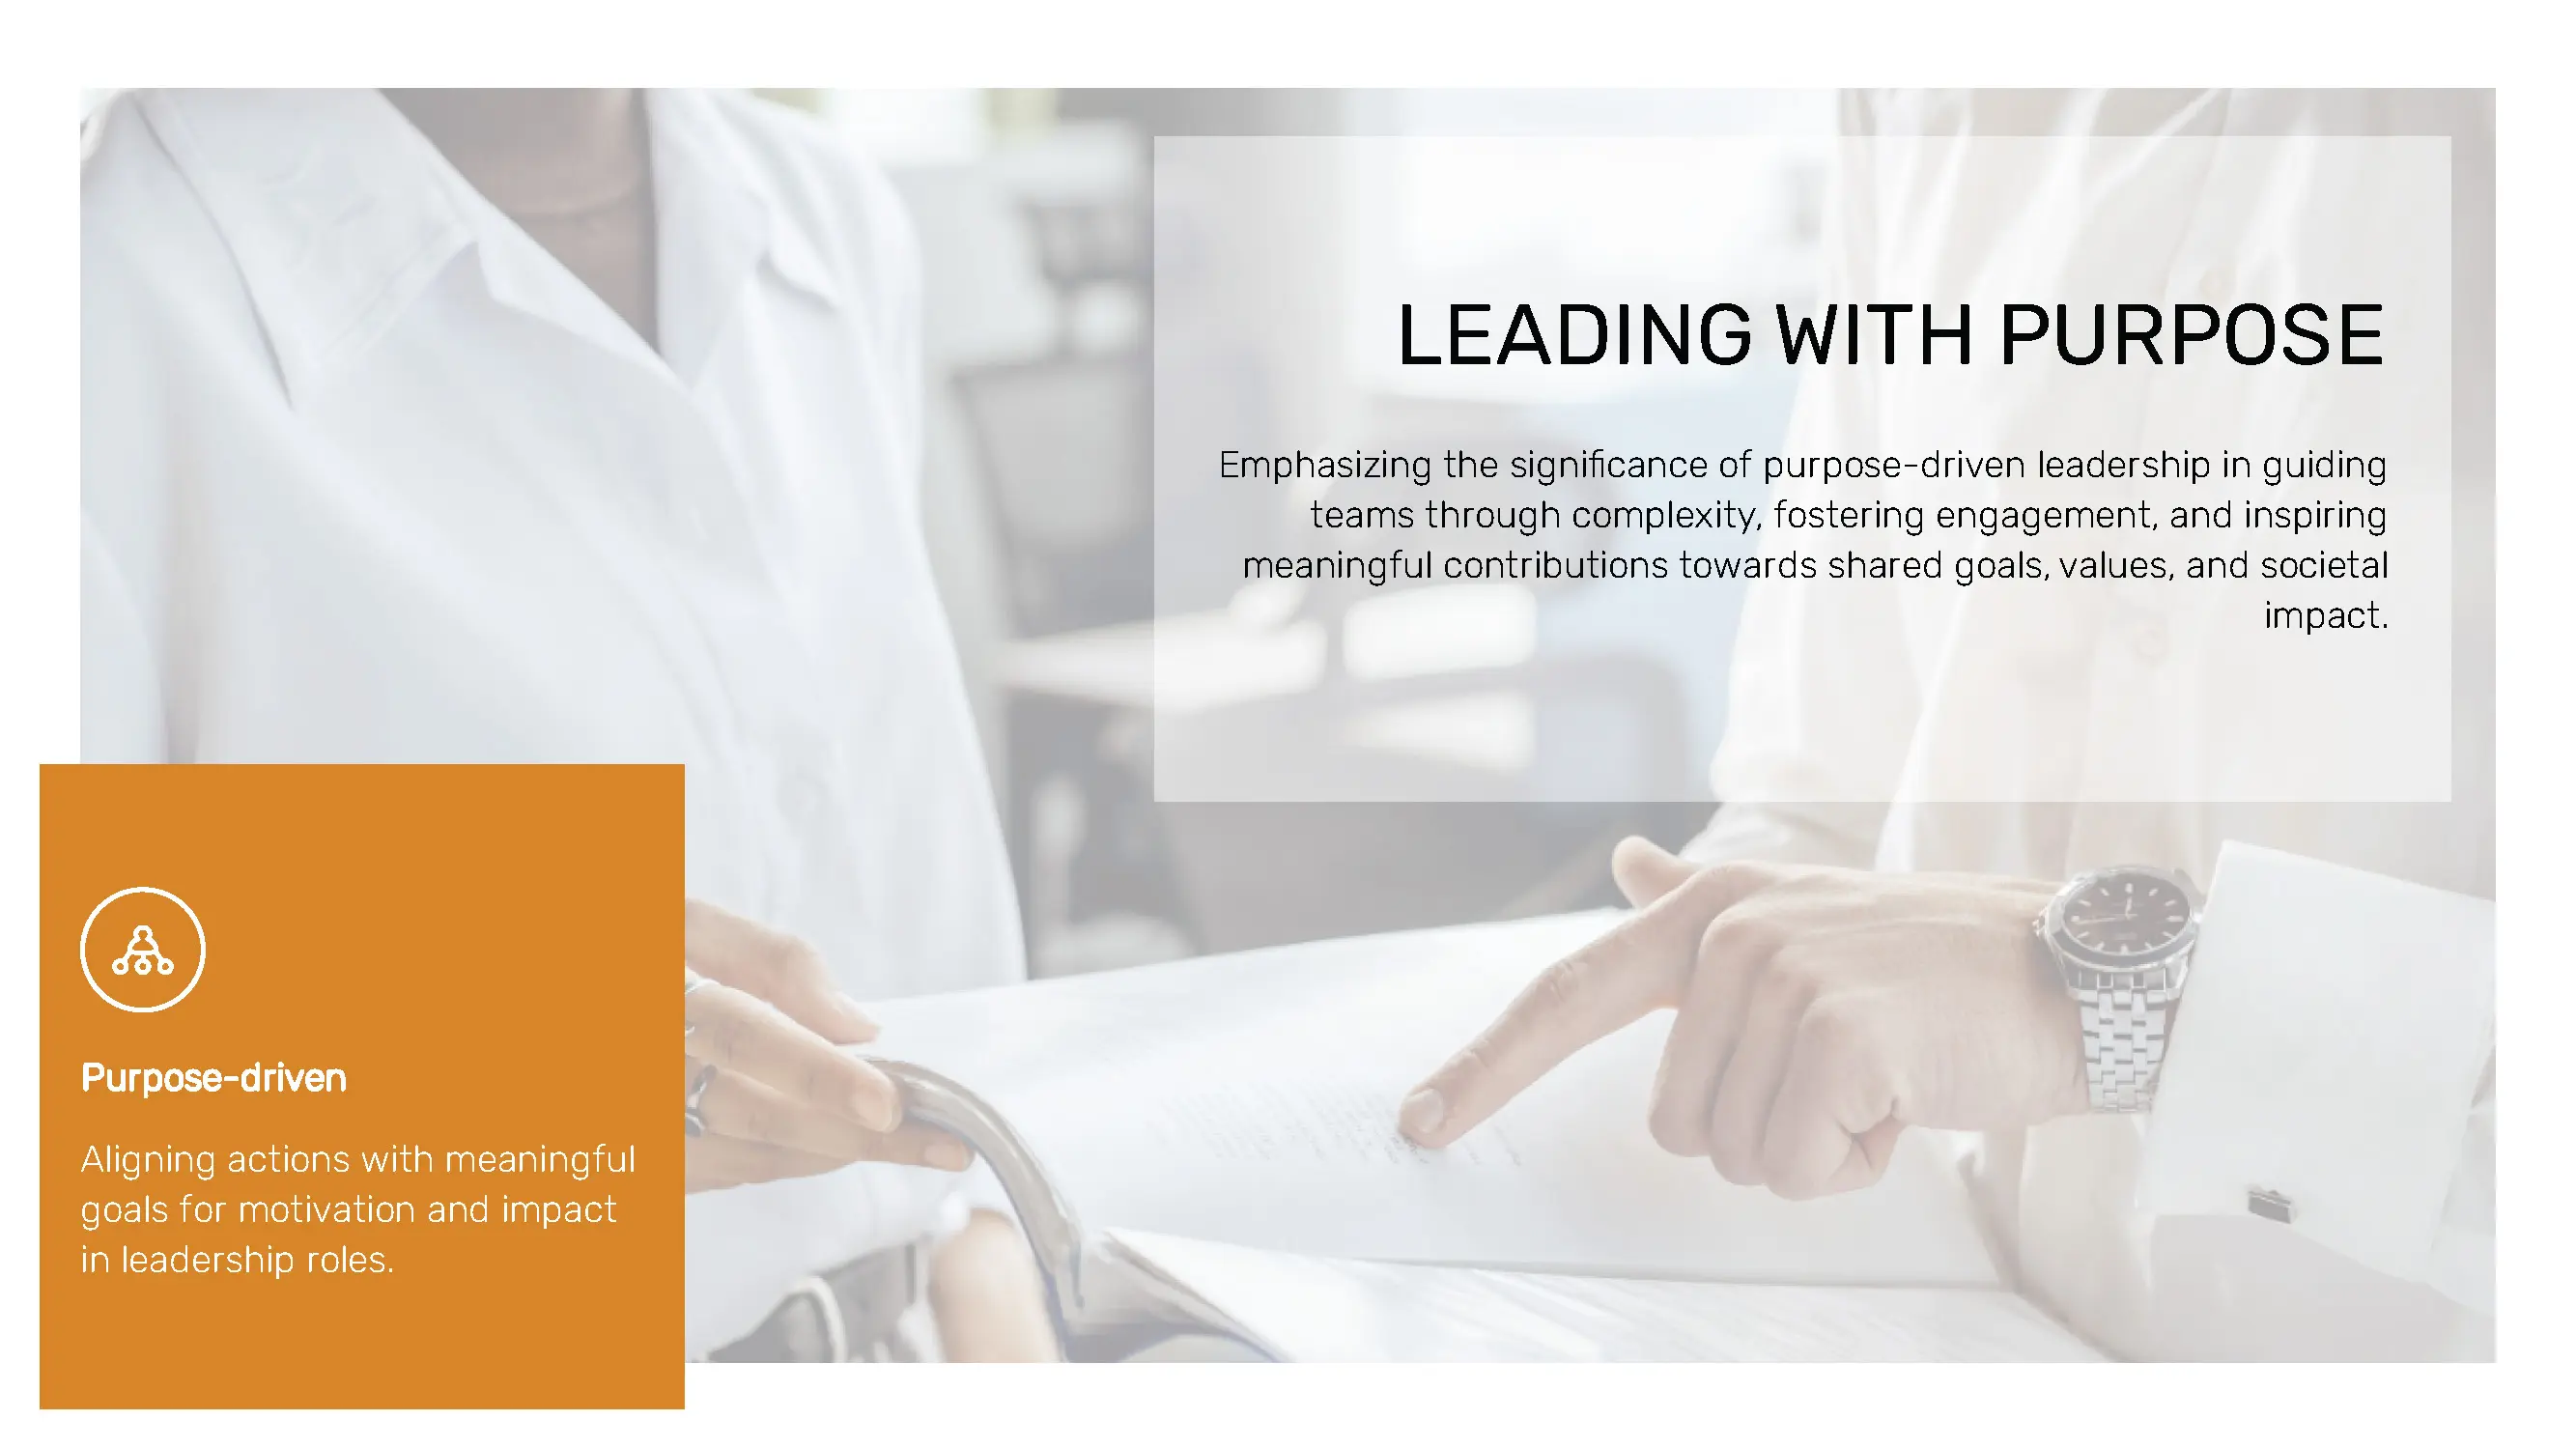 LEADING WITH PURPOSE
Emphasizing the significance of purpose-driven leadership in guiding
teams through complexity, fostering engagement, and inspiring
meaningful contributions towards shared goals, values, and societal
impact.
Purpose-driven
Aligning actions with meaningful
goals for motivation and impact
in leadership roles.